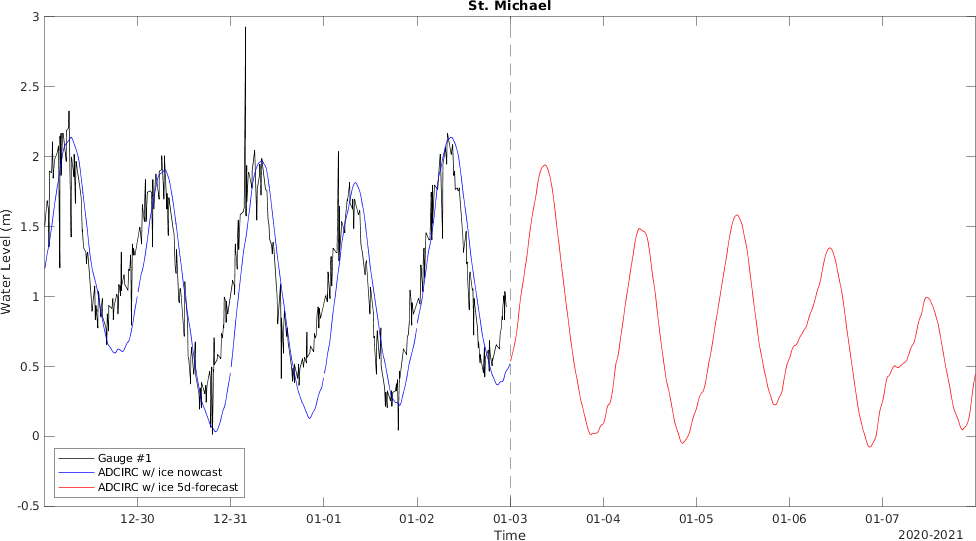 St. Michael
3
2.5
2
1.5
1
0.5
0
-0.5
Water Level (m)
Gauge #1
ADCIRC w/ ice nowcast
ADCIRC w/ ice 5d-forecast
12-30 12-31 01-01 01-02 01-03 01-04 01-05 01-06 01-07
Time
2020-2021